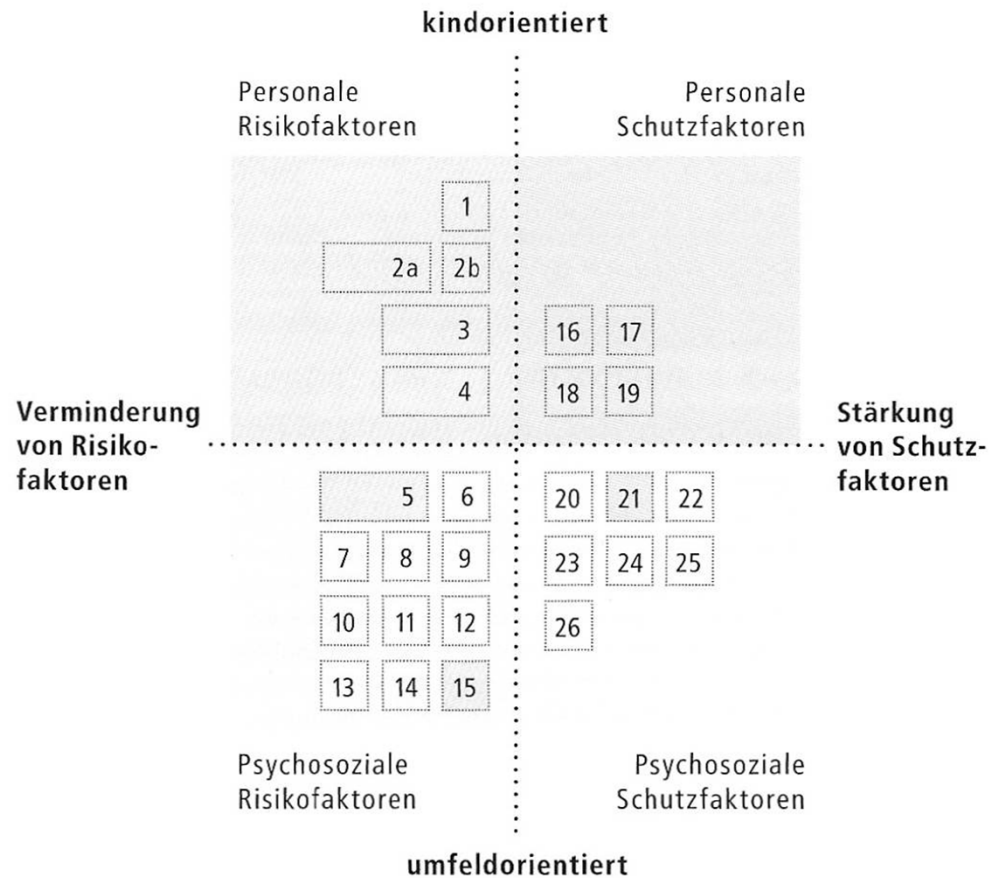 kindorientiert
Personale
Risikofaktoren
Personale
Schutzfaktoren
1
2a 2b
3
16 17
4
18 19
Verminderung
von Risiko-
faktoren
Stärkung
von Schutz-
faktoren
5 6
20 21 22
7 8 9
23 24 25
10 11 12
26
13 14 15
Psychosoziale
Risikofaktoren
Psychosoziale
Schutzfaktoren
umfeldorientiert